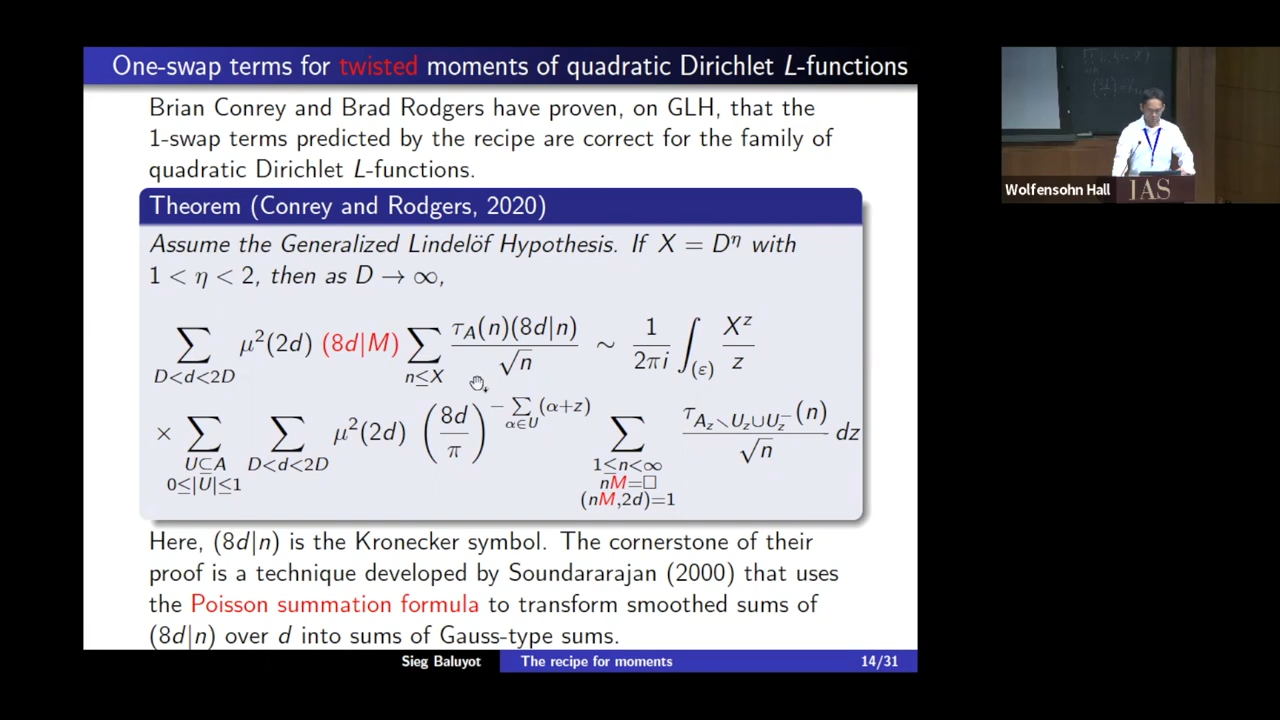 One-swap terms for twisted moments of quadratic Dirichlet L-functions
Brian Conrey and Brad Rodgers have proven, on GLH, that the
1-swap terms predicted by the recipe are correct for the family of
quadratic Dirichlet L-functions.
Theorem (Conrey and Rodgers, 2020)
Assume the Generalized Lindelöf Hypothesis. If X = D^η with
1 < η < 2, then as D → ∞,
∑_{D<d<2D} μ²(2d) (8d|M) ∑_{n≤X} τ_A(n)(8d|n)/√n ∼ 1/2πi ∫_(ε) X^z/z
× ∑_{U⊆A, 0≤|U|≤1} ∑_{D<d<2D} μ²(2d) (8d/π)^{−∑_{α∈U}(α+z)} ∑_{1≤n<∞, nM=□, (nM,2d)=1} τ_{A_z∖U_z∪U_z^−}(n)/√n dz
Here, (8d|n) is the Kronecker symbol. The cornerstone of their
proof is a technique developed by Soundararajan (2000) that uses
the Poisson summation formula to transform smoothed sums of
(8d|n) over d into sums of Gauss-type sums.
Sieg Baluyot The recipe for moments 14/31
Wolfensohn Hall
IAS